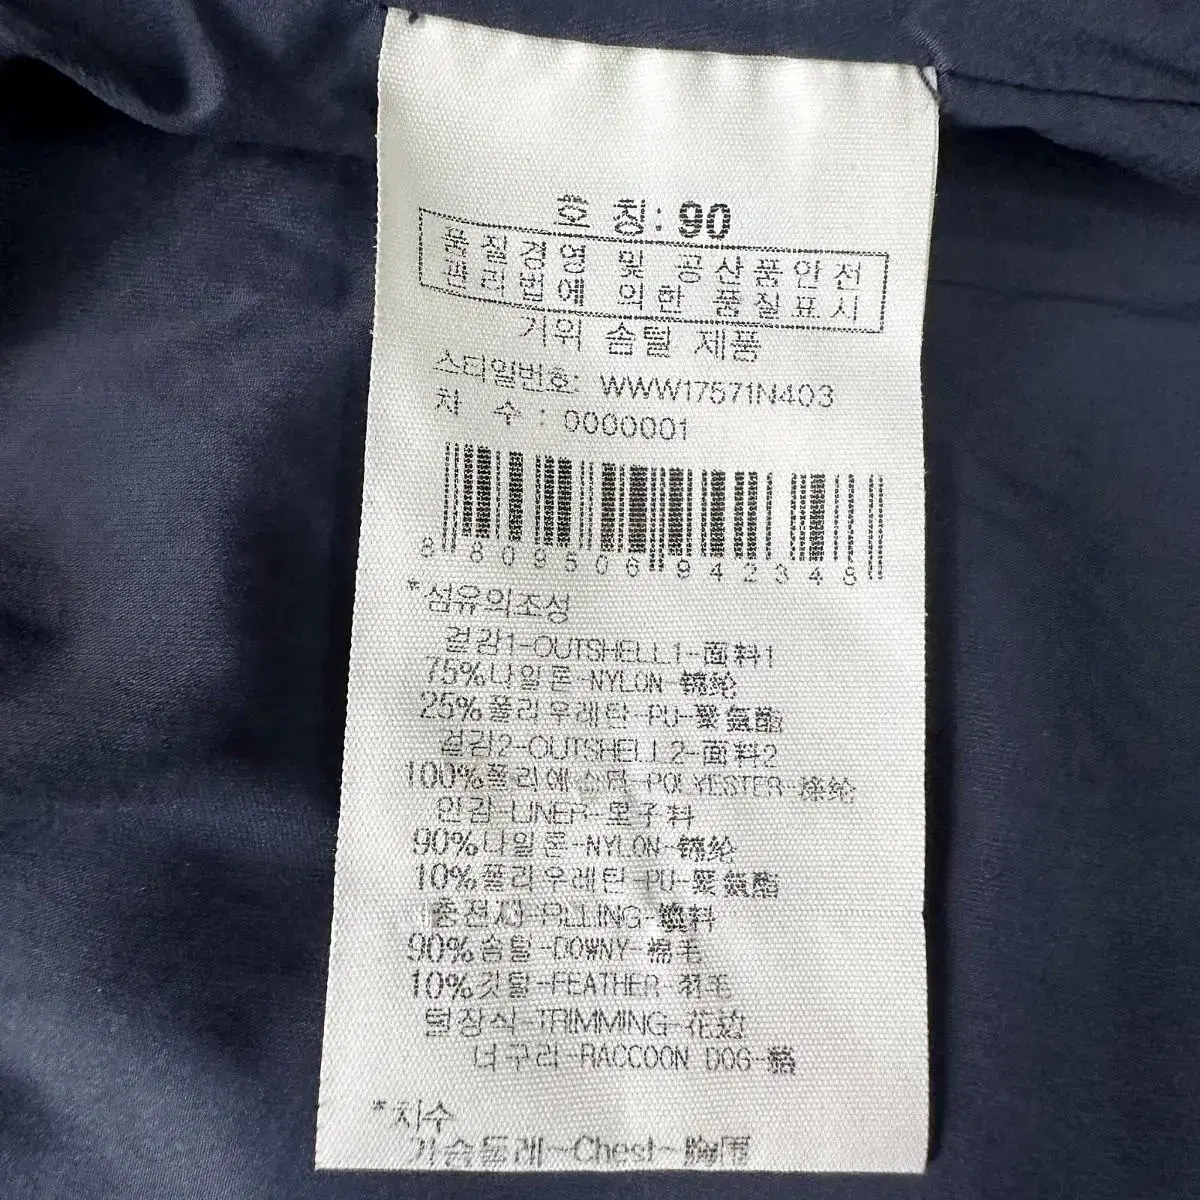 호 칭: 90
품질경영 및 공산품안전
관리법에 의한 품질표시
거위 솜털 제품
스타일번호: WWW17571N403
차 수 : 0000001
8 809506 942348
*섬유의조성
겉감1-OUTSHELL1-面料1
75%나일론-NYLON-锦纶
25%폴리우레탄-PU-聚氨酯
겉감2-OUTSHELL2-面料2
100%폴리에스터-POLYESTER-涤纶
안감-LINER-里子料
90%나일론-NYLON-锦纶
10%폴리우레탄-PU-聚氨酯
충전재-FILLING-填料
90%솜털-DOWNY-绵毛
10%깃털-FEATHER-羽毛
털장식-TRIMMING-花边
너구리-RACCOON DOG-貉
*치수
가슴둘레~Chest~胸围